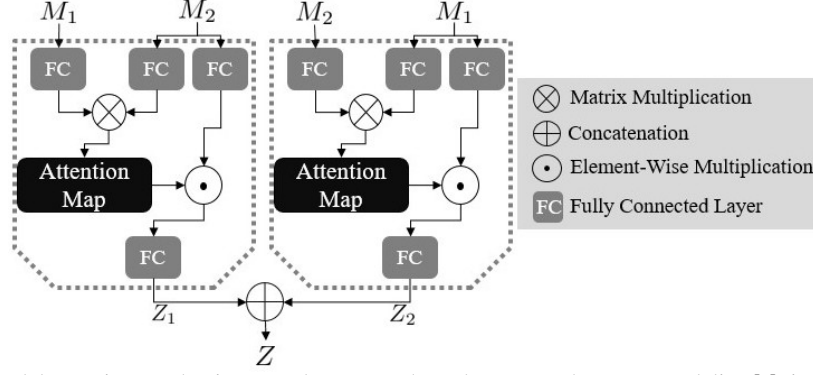 M1 M2 M2 M1
FC FC FC FC FC FC
Matrix Multiplication
Concatenation
Element-Wise Multiplication
FC Fully Connected Layer
Attention Map
Attention Map
FC FC
Z1 Z2
Z